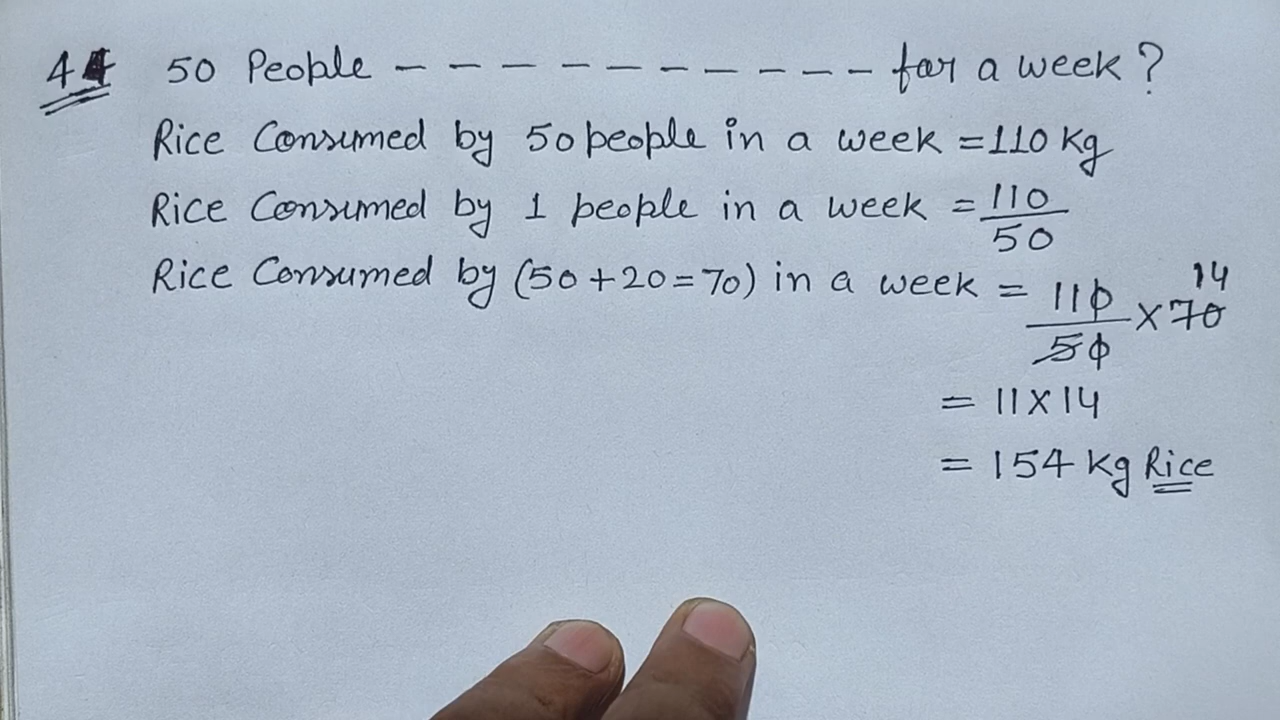 44 50 People - - - - - - - - - - - for a week?
Rice Consumed by 50 people in a week = 110 Kg
Rice Consumed by 1 people in a week = 110/50
Rice Consumed by (50+20=70) in a week = 110/50 × 70 14
= 11×14
= 154 kg Rice